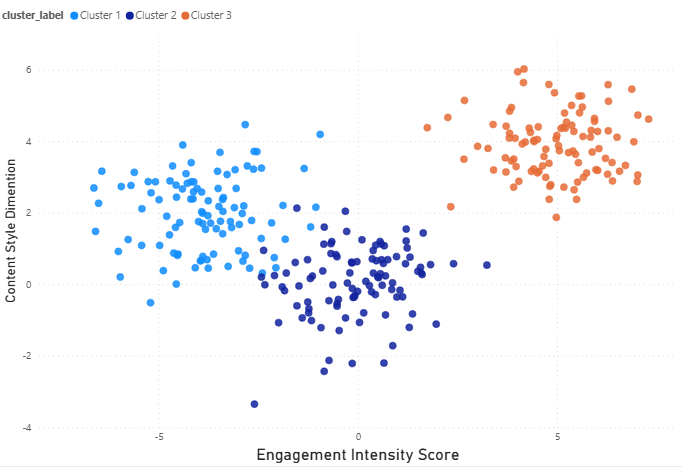 cluster_label Cluster 1 Cluster 2 Cluster 3
6
4
2
0
-2
-4
Content Style Dimention
-5 0 5
Engagement Intensity Score